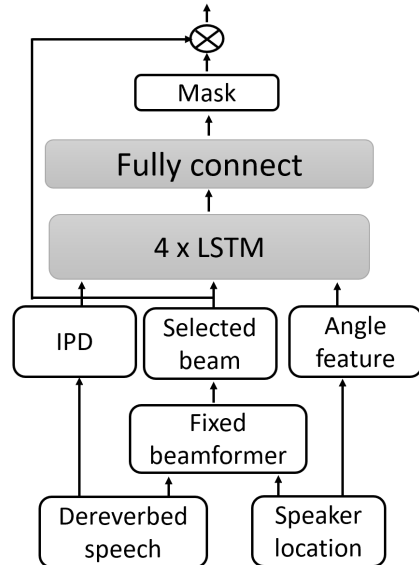 Mask
Fully connect
4 x LSTM
IPD
Selected
beam
Angle
feature
Fixed
beamformer
Dereverbed
speech
Speaker
location